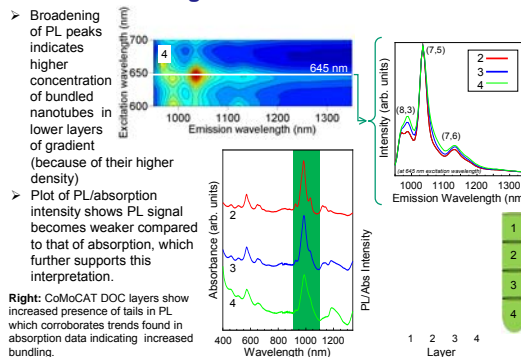 ➢ Broadening
of PL peaks
indicates
higher
concentration
of bundled
nanotubes in
lower layers
of gradient
(because of their higher
density)
➢ Plot of PL/absorption
intensity shows PL signal
becomes weaker compared
to that of absorption, which
further supports this
interpretation.
Right: CoMoCAT DOC layers show
increased presence of tails in PL
which corroborates trends found in
absorption data indicating increased
bundling.
Excitation wavelength (nm)
700
650
600
4
645 nm
1000 1100 1200 1300
Emission wavelength (nm)
Absorbance (arb. units)
2
3
4
400 600 800 1000 1200 1400
Wavelength (nm)
PL/Abs Intensity
Intensity (arb. units)
(7,5)
(8,3)
(7,6)
2
3
4
(at 645 nm excitation wavelength)
1000 1100 1200 1300
Emission Wavelength (nm)
1
2
3
4
1 2 3 4
Layer